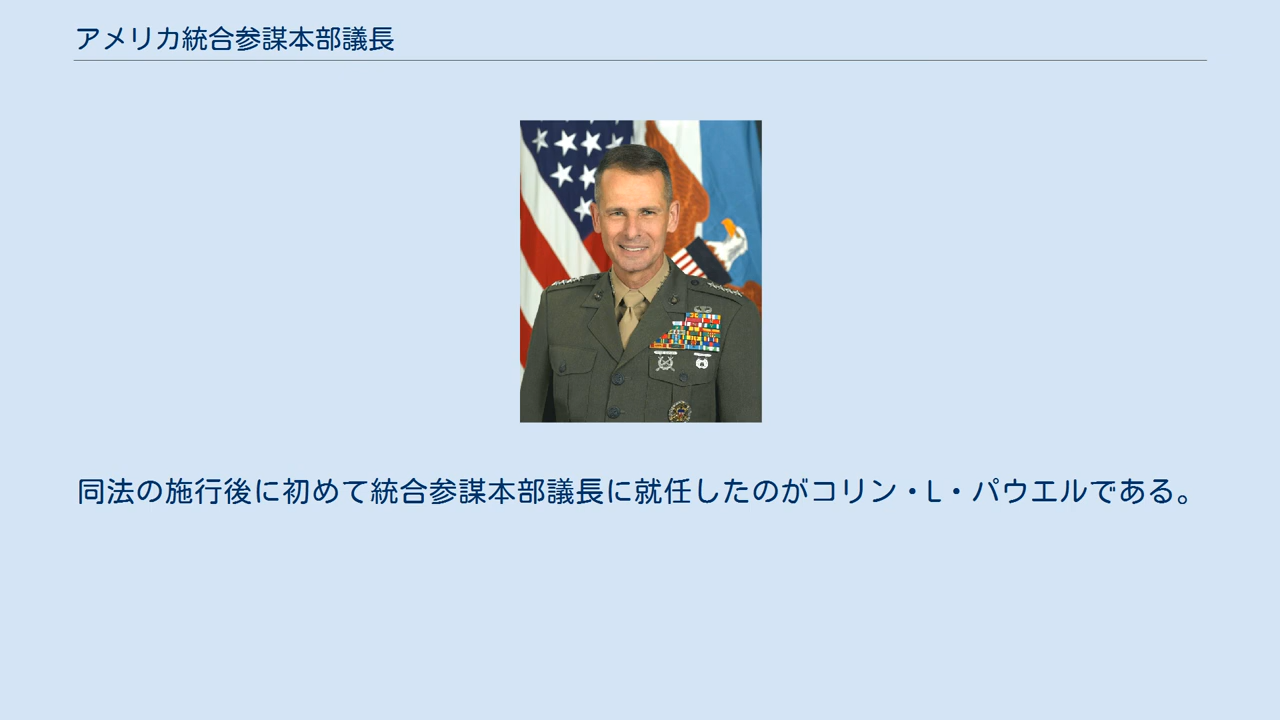 アメリカ統合参謀本部議長
同法の施行後に初めて統合参謀本部議長に就任したのがコリン・L・パウエルである。